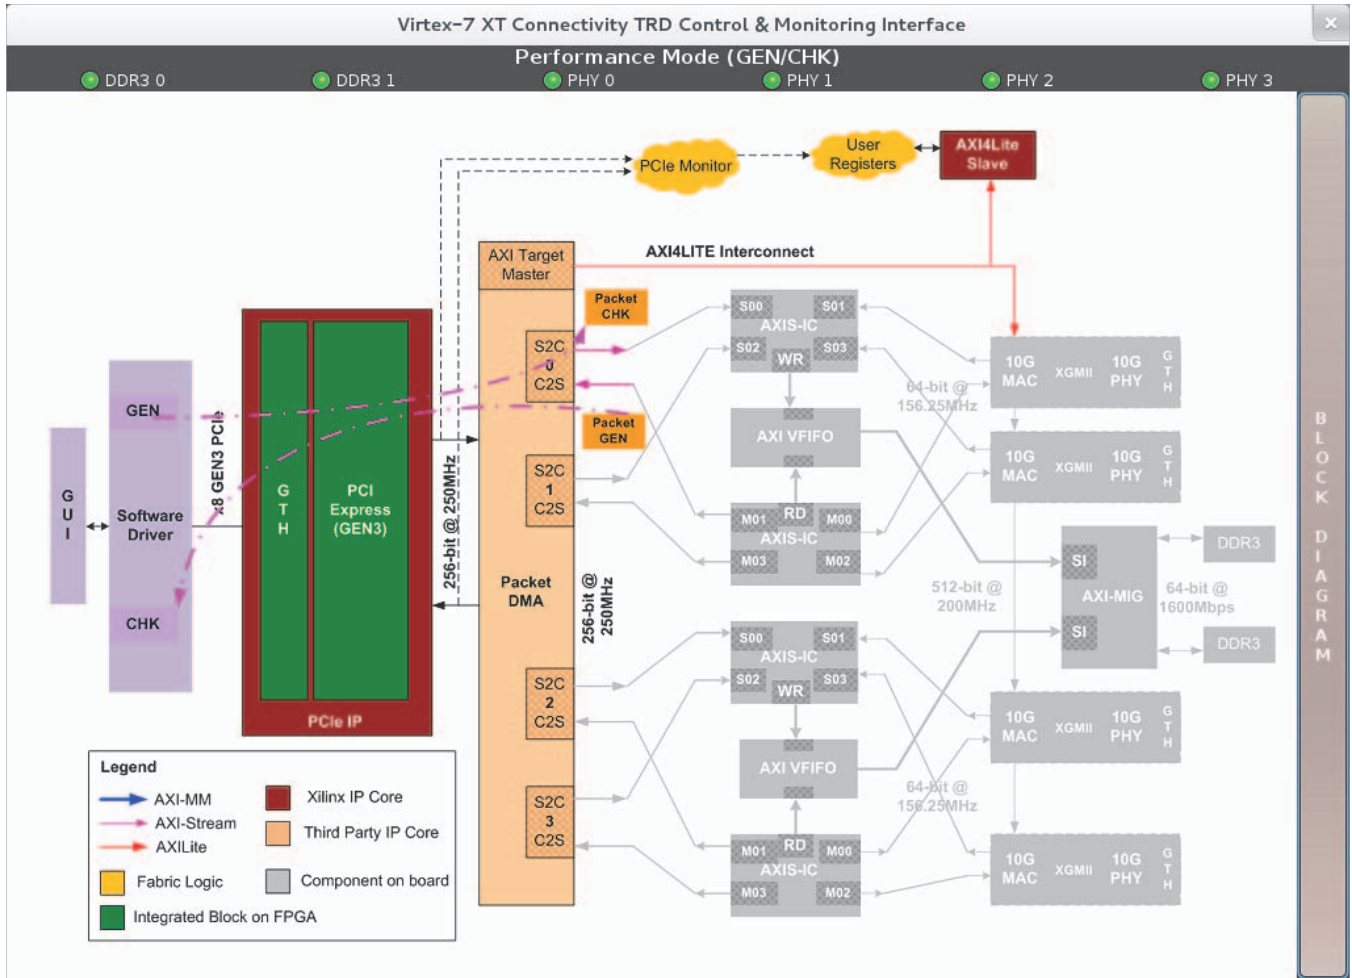 Virtex-7 XT Connectivity TRD Control & Monitoring Interface
Performance Mode (GEN/CHK)
DDR3 0
DDR3 1
PHY 0
PHY 1
PHY 2
PHY 3
PCIe Monitor
User
Registers
AXI4Lite
Slave
AXI Target
Master
AXI4LITE Interconnect
Packet
CHK
Packet
GEN
S2C
0
C2S
S2C
1
C2S
Packet
DMA
S2C
2
C2S
S2C
3
C2S
256-bit @
250MHz
256-bit @ 250MHz
GUI
GEN
Software
Driver
CHK
x8 GEN3 PCIe
GTH
PCI
Express
(GEN3)
PCIe IP
S00
S01
AXIS-IC
S02
S03
WR
AXI VFIFO
M01
RD
M00
AXIS-IC
M03
M02
64-bit @
156.25MHz
10G
MAC
XGMII
10G
PHY
GTH
10G
MAC
XGMII
10G
PHY
GTH
512-bit @
200MHz
SI
AXI-MIG
SI
64-bit @
1600Mbps
DDR3
DDR3
S00
S01
AXIS-IC
S02
S03
WR
AXI VFIFO
M01
RD
M00
AXIS-IC
M03
M02
64-bit @
156.25MHz
10G
MAC
XGMII
10G
PHY
GTH
10G
MAC
XGMII
10G
PHY
GTH
BLOCK DIAGRAM
Legend
AXI-MM
AXI-Stream
AXILite
Fabric Logic
Integrated Block on FPGA
Xilinx IP Core
Third Party IP Core
Component on board